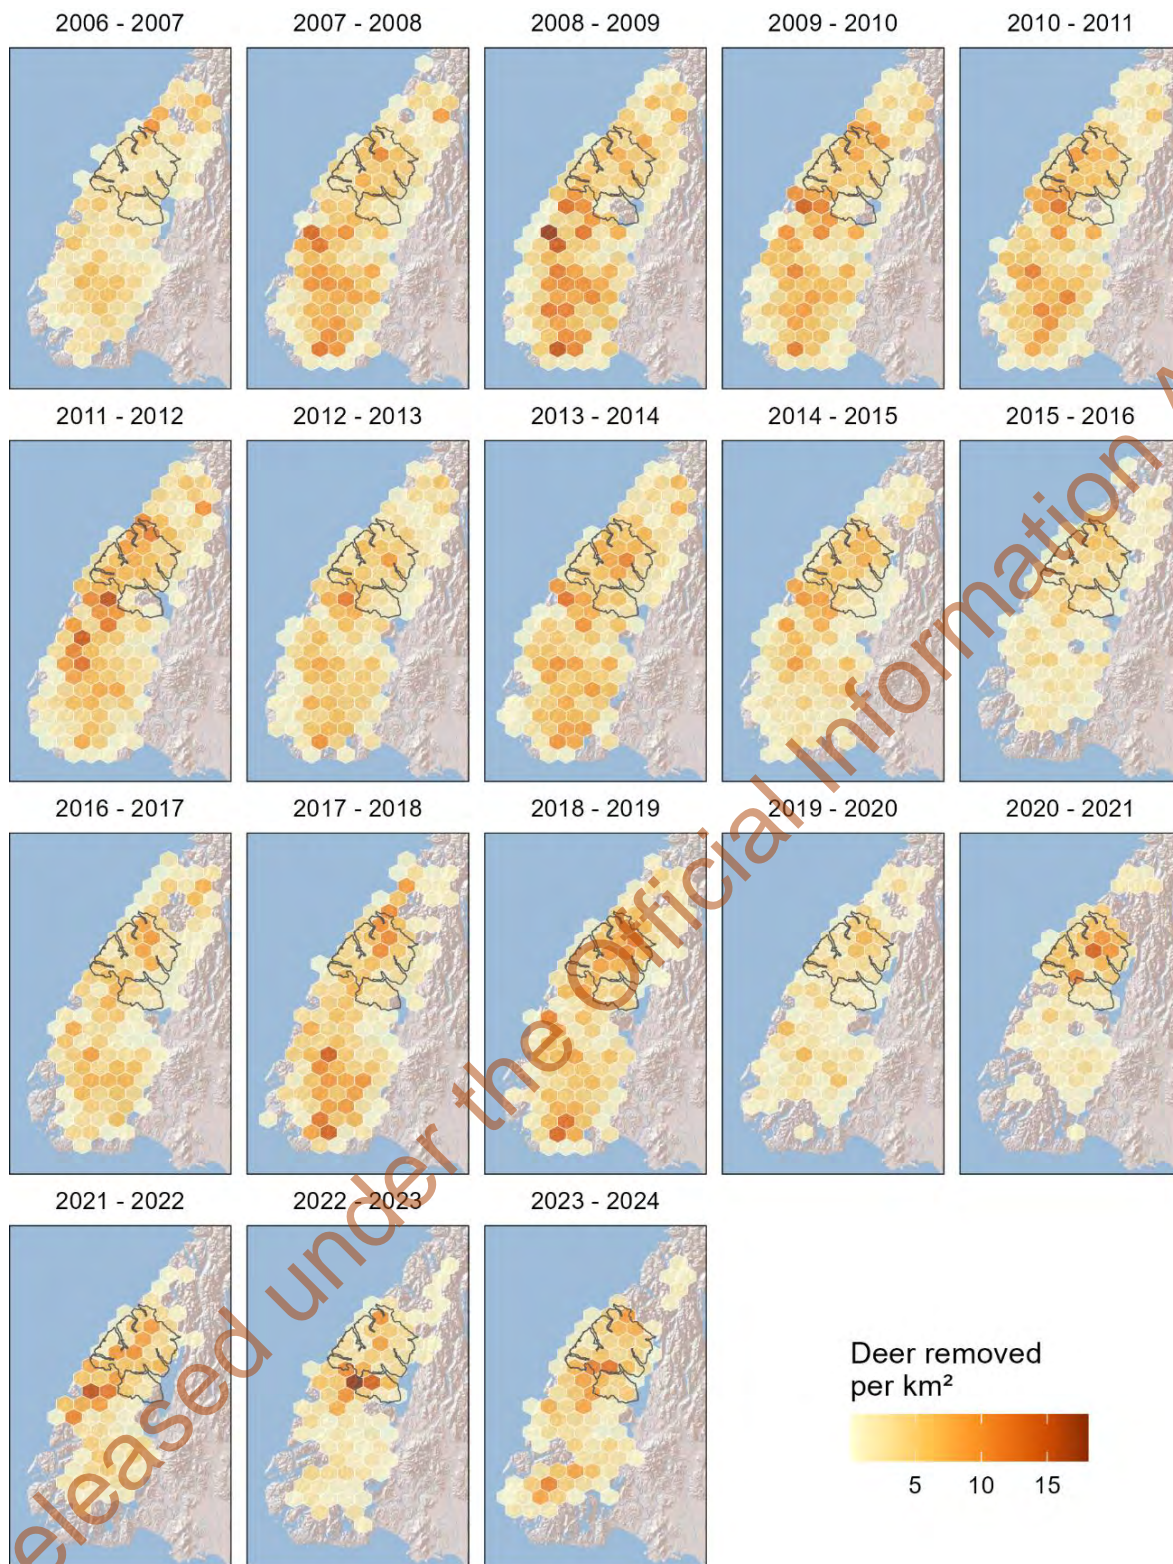 2006 - 2007
2007 - 2008
2008 - 2009
2009 - 2010
2010 - 2011
2011 - 2012
2012 - 2013
2013 - 2014
2014 - 2015
2015 - 2016
2016 - 2017
2017 - 2018
2018 - 2019
2019 - 2020
2020 - 2021
2021 - 2022
2022 - 2023
2023 - 2024
Deer removed
per km²
5 10 15
eleased under the Official Information A